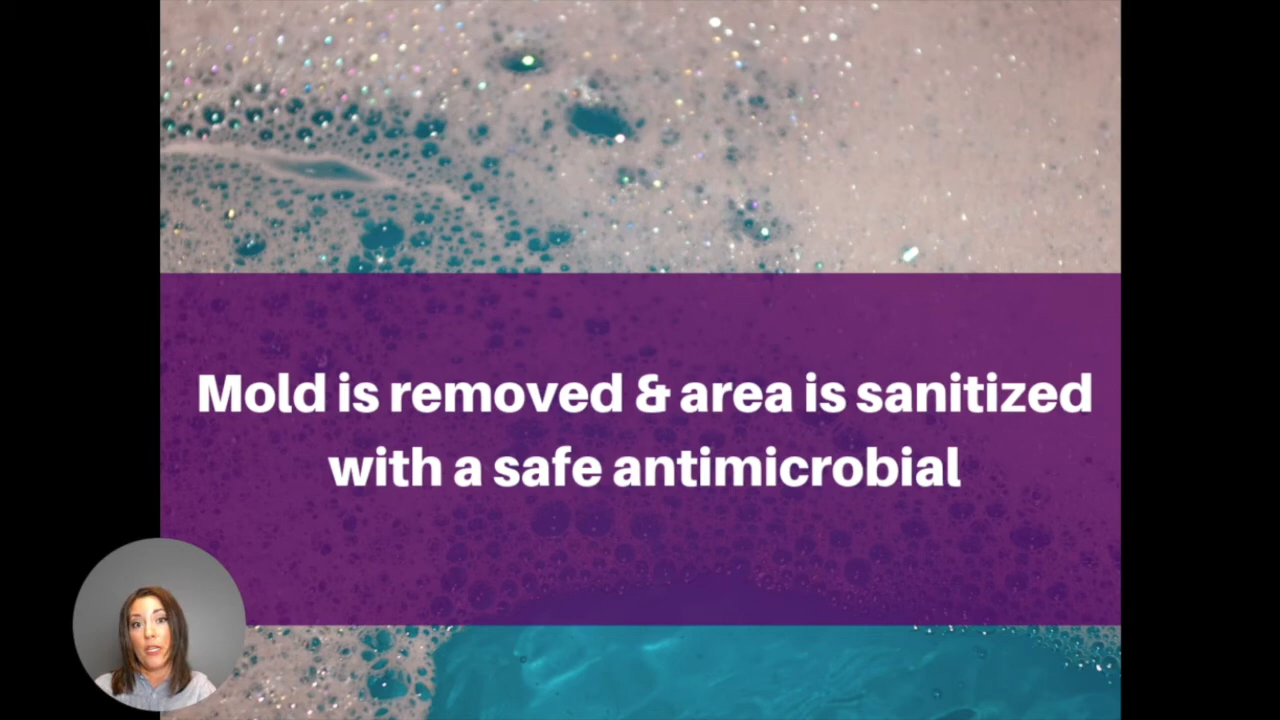 Mold is removed & area is sanitized
with a safe antimicrobial